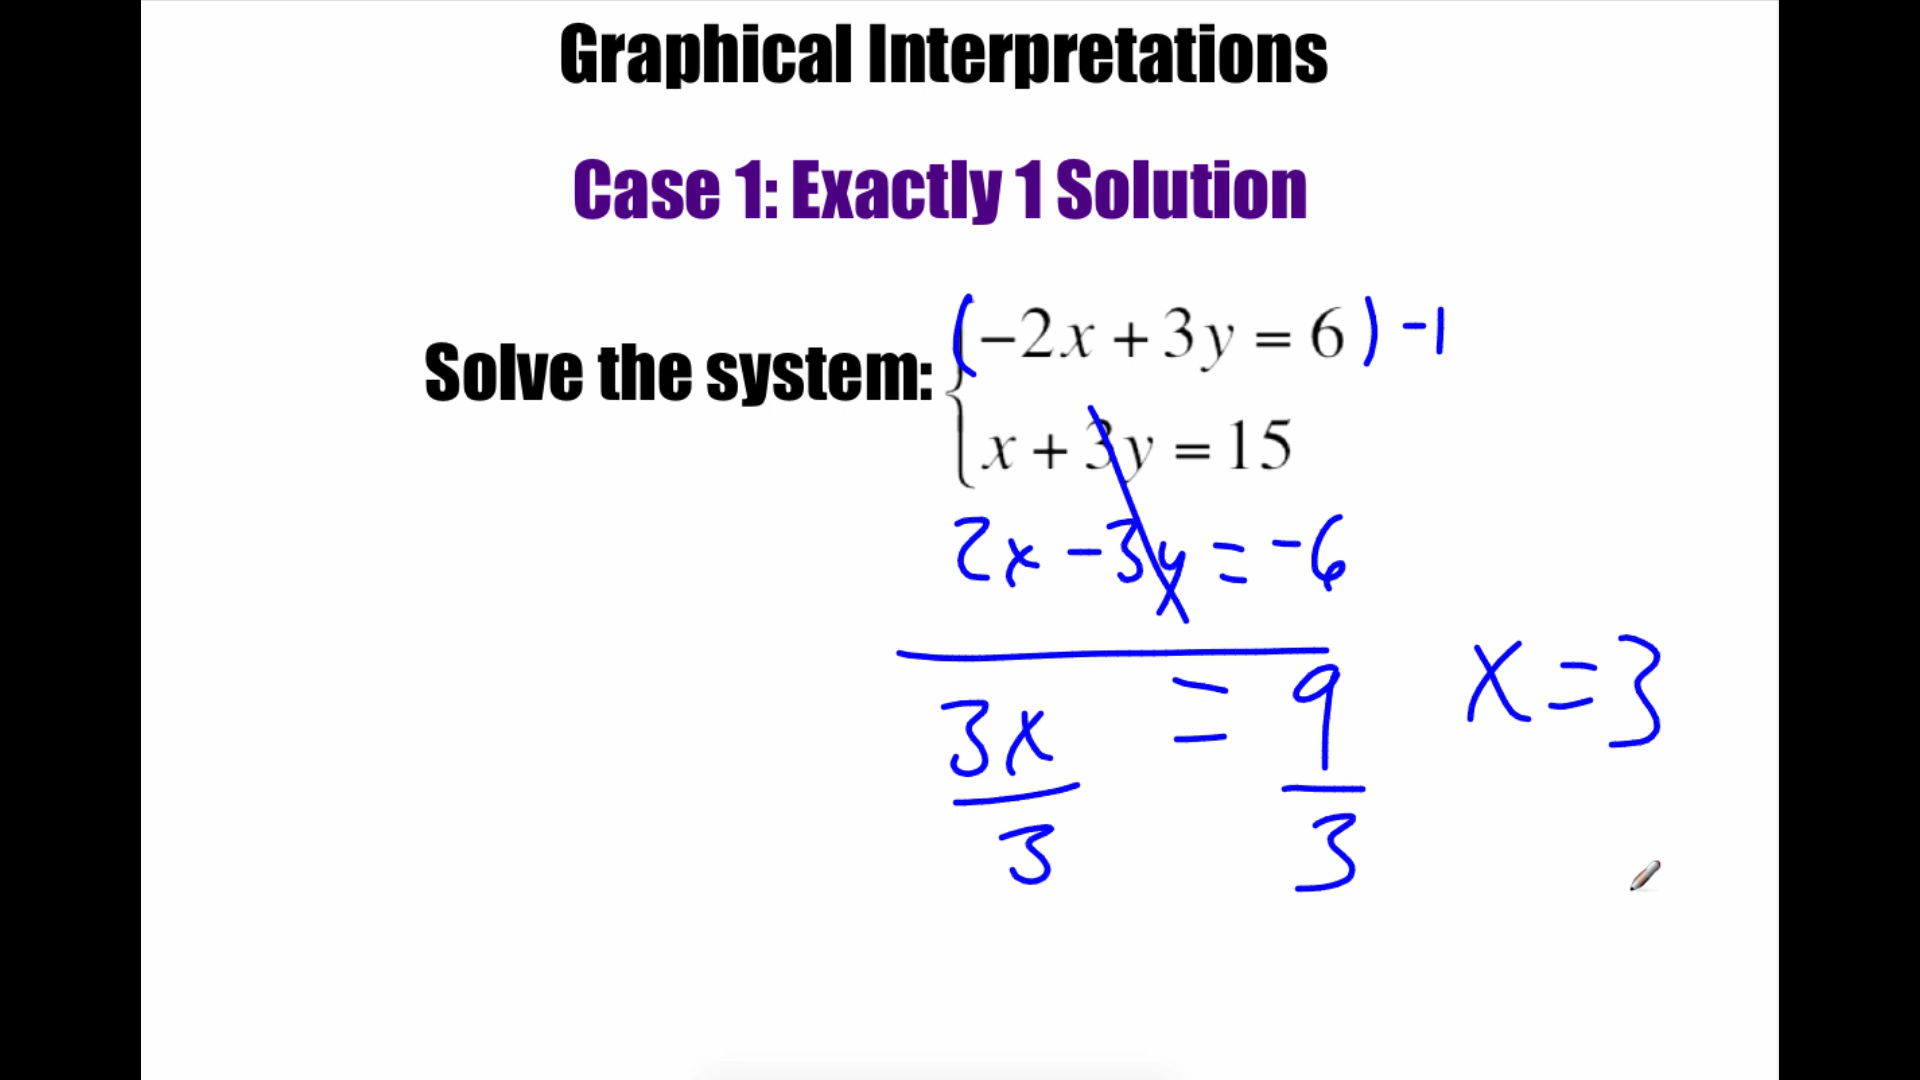 Graphical Interpretations
Case 1: Exactly 1 Solution
Solve the system:
(−2x + 3y = 6) -1
x + 3y = 15
2x - 3y = -6
3x = 9
3 3
x = 3